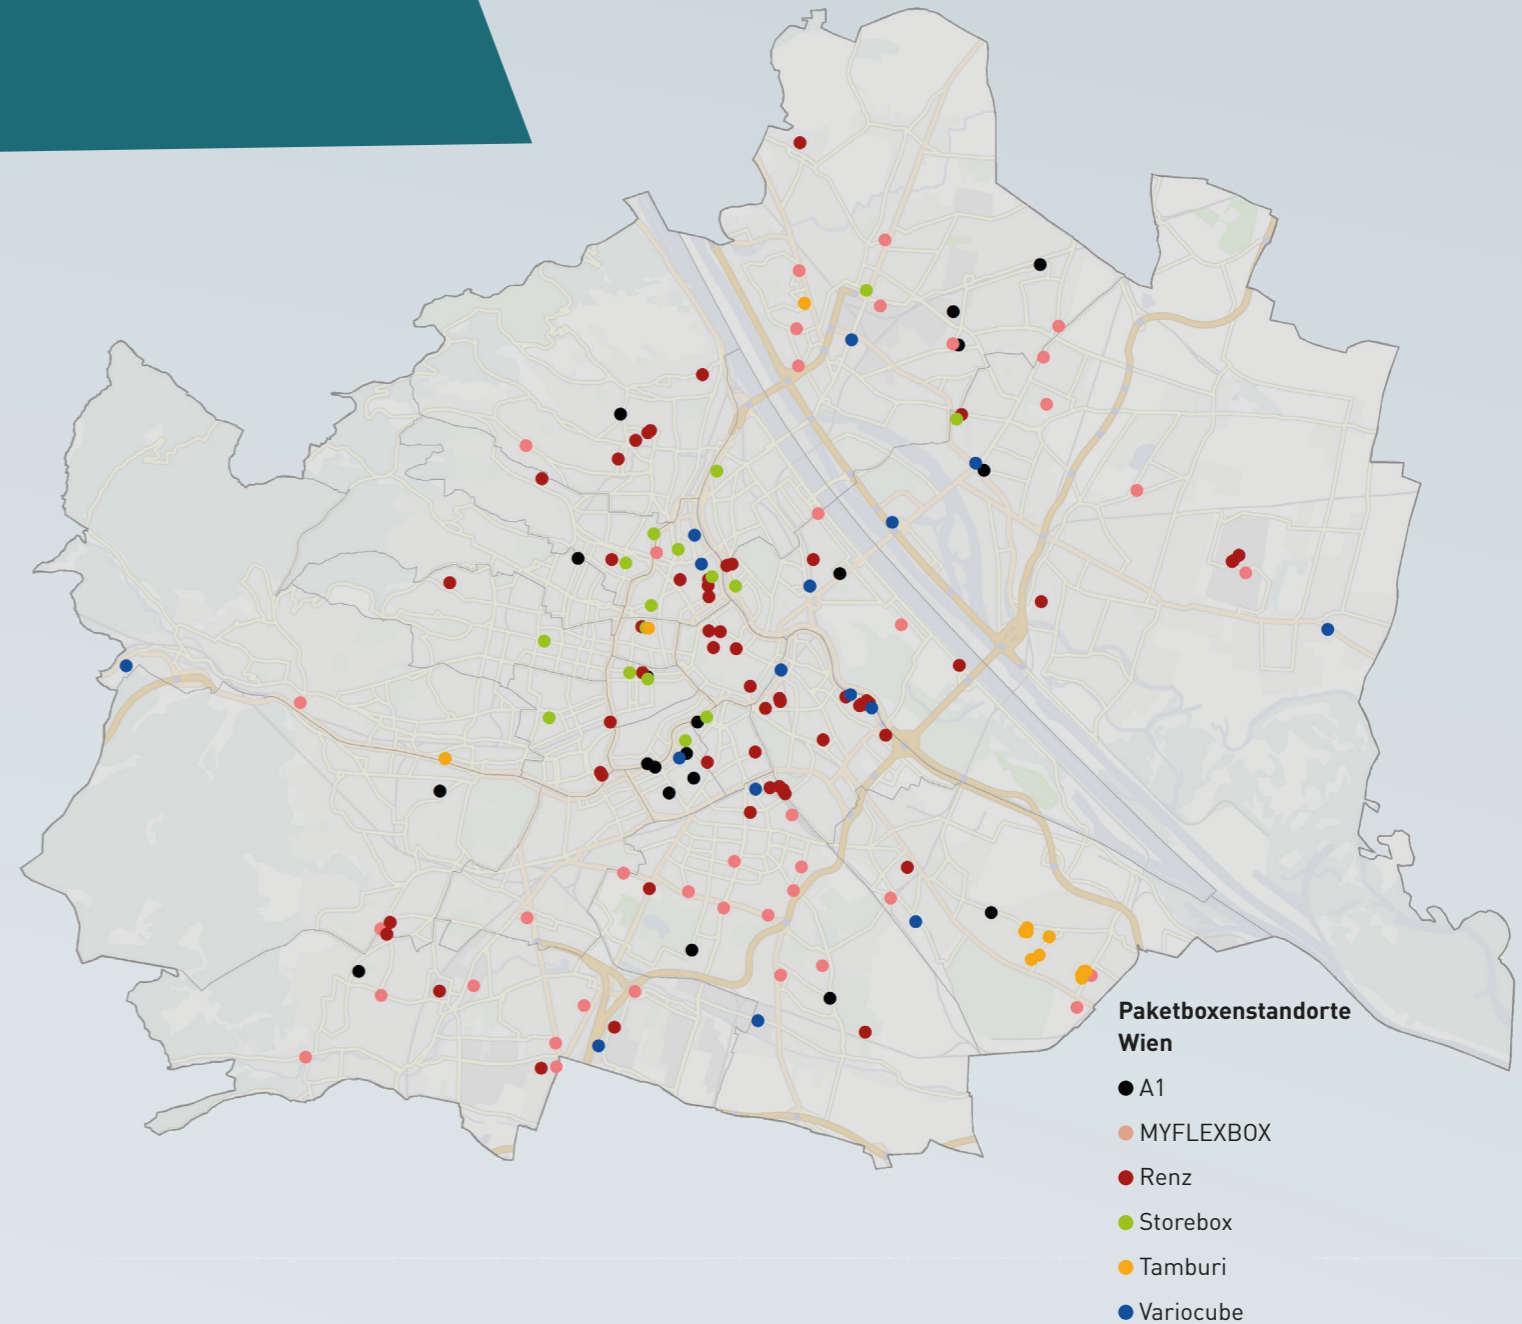 Paketboxenstandorte
Wien
A1
MYFLEXBOX
Renz
Storebox
Tamburi
Variocube